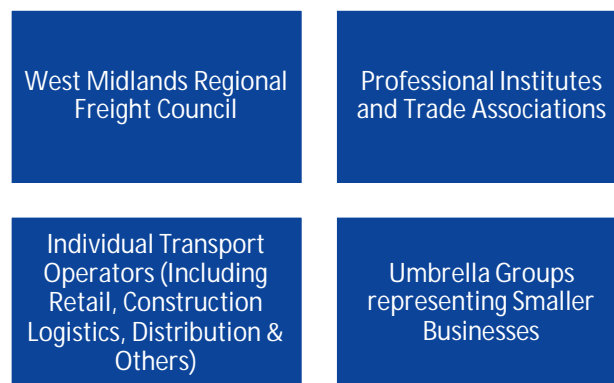 West Midlands Regional
Freight Council
Professional Institutes
and Trade Associations
Individual Transport
Operators (Including
Retail, Construction
Logistics, Distribution &
Others)
Umbrella Groups
representing Smaller
Businesses